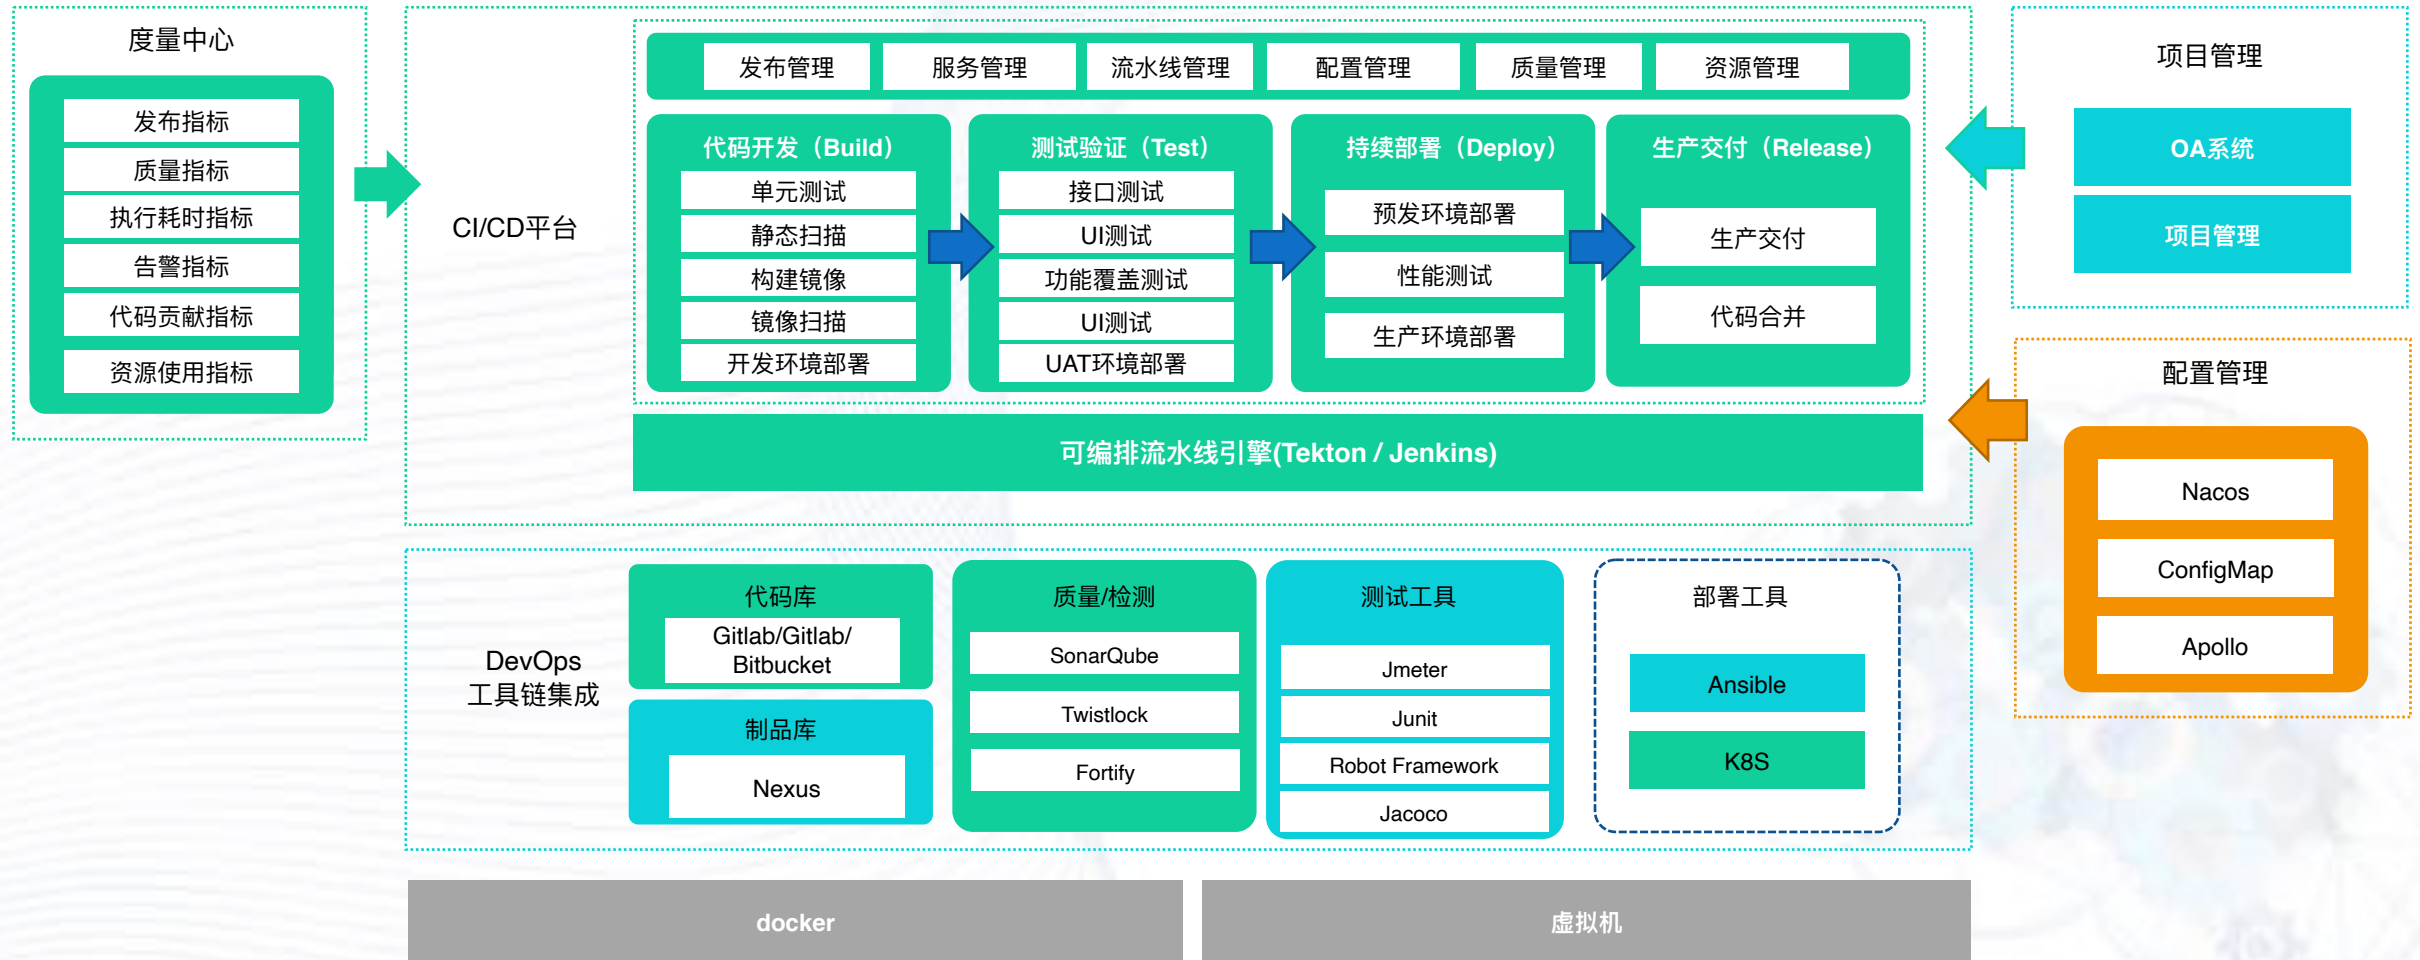 度量中心
发布指标
质量指标
执行耗时指标
告警指标
代码贡献指标
资源使用指标
CI/CD平台
发布管理
服务管理
流水线管理
配置管理
质量管理
资源管理
代码开发（Build）
单元测试
静态扫描
构建镜像
镜像扫描
开发环境部署
测试验证（Test）
接口测试
UI测试
功能覆盖测试
UI测试
UAT环境部署
持续部署（Deploy）
预发环境部署
性能测试
生产环境部署
生产交付（Release）
生产交付
代码合并
可编排流水线引擎(Tekton / Jenkins)
项目管理
OA系统
项目管理
配置管理
Nacos
ConfigMap
Apollo
DevOps
工具链集成
代码库
Gitlab/Gitlab/
Bitbucket
制品库
Nexus
质量/检测
SonarQube
Twistlock
Fortify
测试工具
Jmeter
Junit
Robot Framework
Jacoco
部署工具
Ansible
K8S
docker
虚拟机